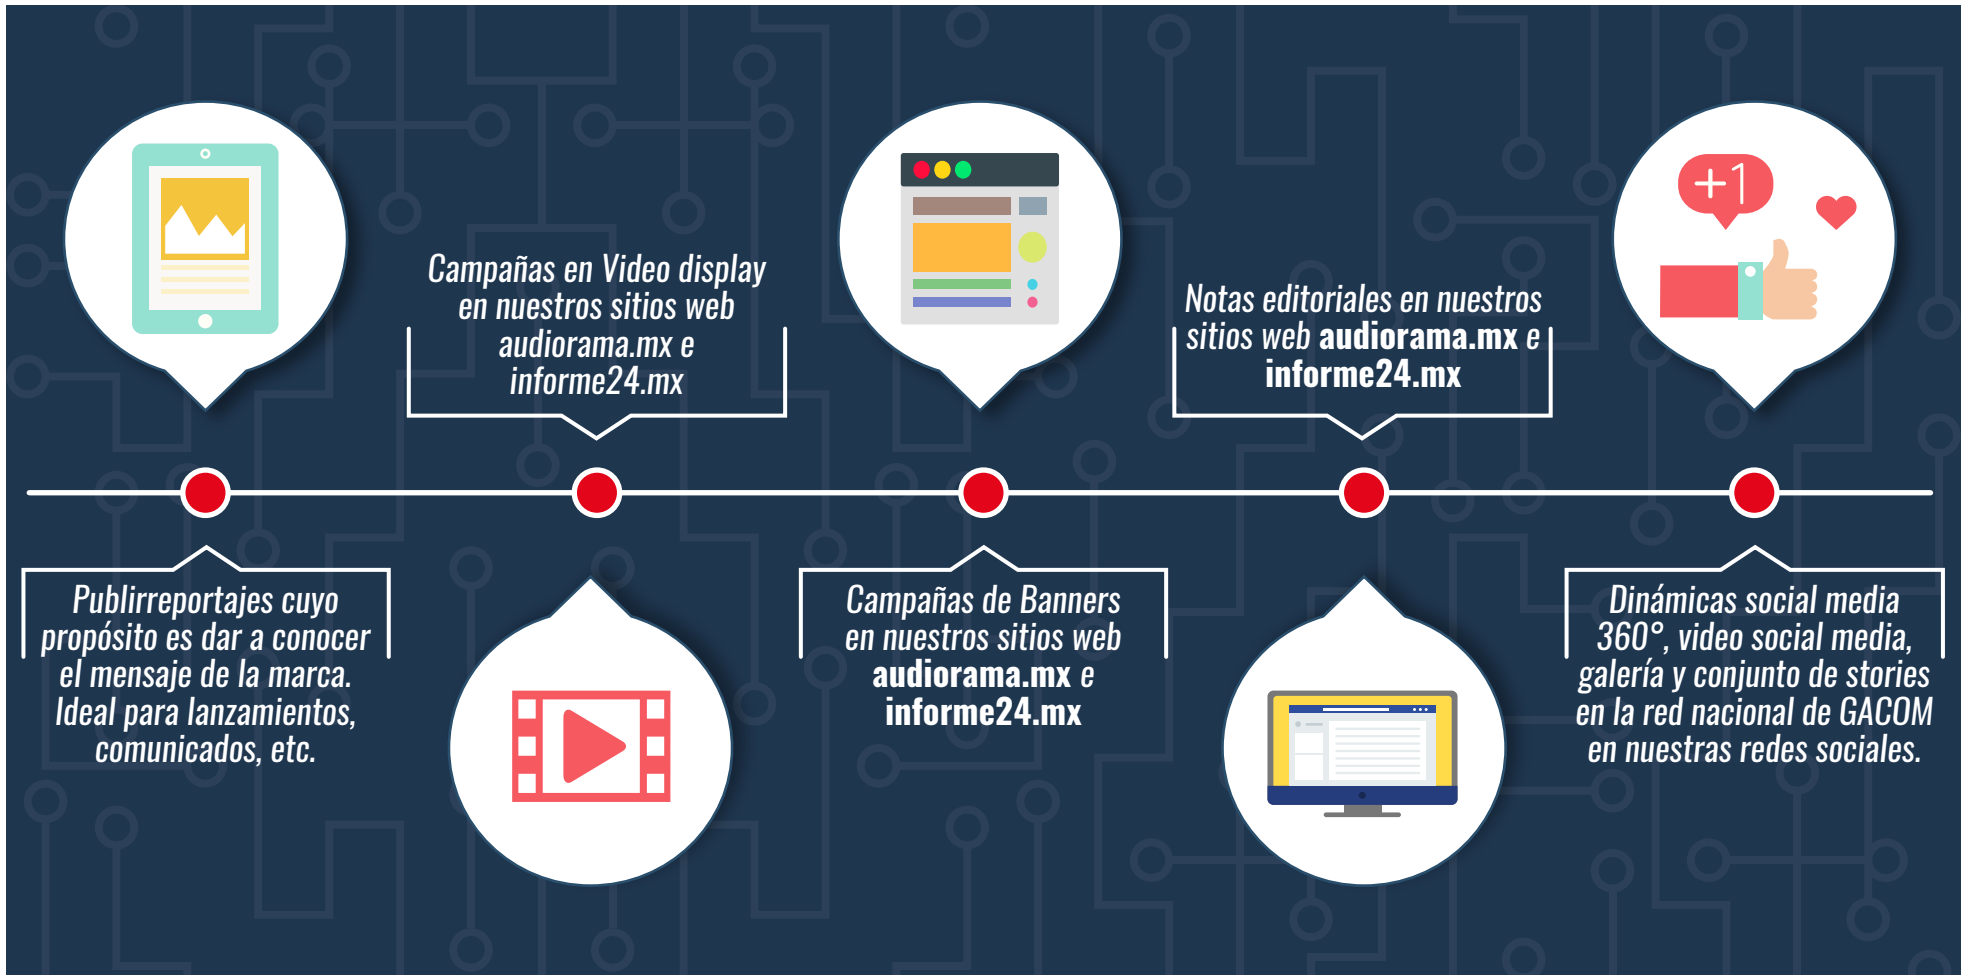 Publirreportajes cuyo
propósito es dar a conocer
el mensaje de la marca.
Ideal para lanzamientos,
comunicados, etc.
Campañas en Video display
en nuestros sitios web
audiorama.mx e
informe24.mx
Campañas de Banners
en nuestros sitios web
audiorama.mx e
informe24.mx
Notas editoriales en nuestros
sitios web audiorama.mx e
informe24.mx
+1
Dinámicas social media
360°, video social media,
galería y conjunto de stories
en la red nacional de GACOM
en nuestras redes sociales.